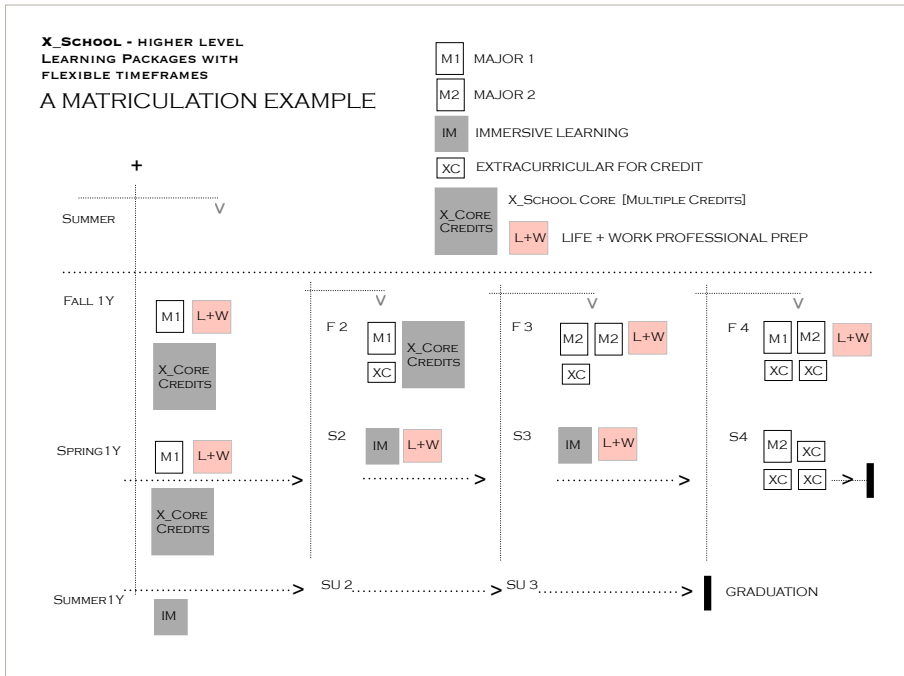 X_School - HIGHER LEVEL
LEARNING PACKAGES WITH
FLEXIBLE TIMEFRAMES
A MATRICULATION EXAMPLE
M1 MAJOR 1
M2 MAJOR 2
IM IMMERSIVE LEARNING
XC EXTRACURRICULAR FOR CREDIT
X_Core
Credits
X_School Core [Multiple Credits]
L+W LIFE + WORK PROFESSIONAL PREP
+
Summer
Fall 1Y
M1 L+W
X_Core
Credits
F 2
M1
X_Core
Credits
XC
F 3
M2 M2 L+W
XC
F 4
M1 M2 L+W
XC XC
Spring1Y
M1 L+W
X_Core
Credits
S2
IM L+W
S3
IM L+W
S4
M2 XC
XC XC
Summer1Y
IM
SU 2
SU 3
GRADUATION